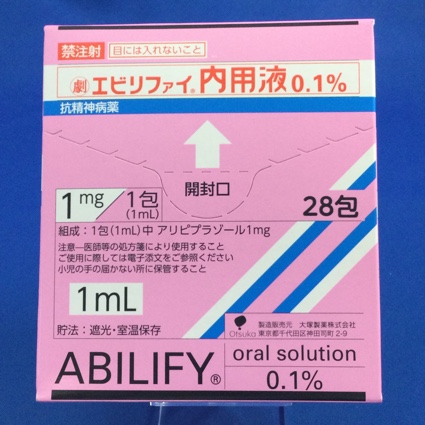 禁注射 目には入れないこと
劇 エビリファイ® 内用液0.1%
抗精神病薬
開封口
1mg/1包(1mL)
28包
組成:1包(1mL)中 アリピプラゾール1mg
注意―医師等の処方箋により使用すること
ご使用に際しては電子添文をご参照ください
小児の手の届かない所に保管すること
1mL
貯法:遮光・室温保存
Otsuka
製造販売元 大塚製薬株式会社
東京都千代田区神田司町2-9
ABILIFY®
oral solution
0.1%